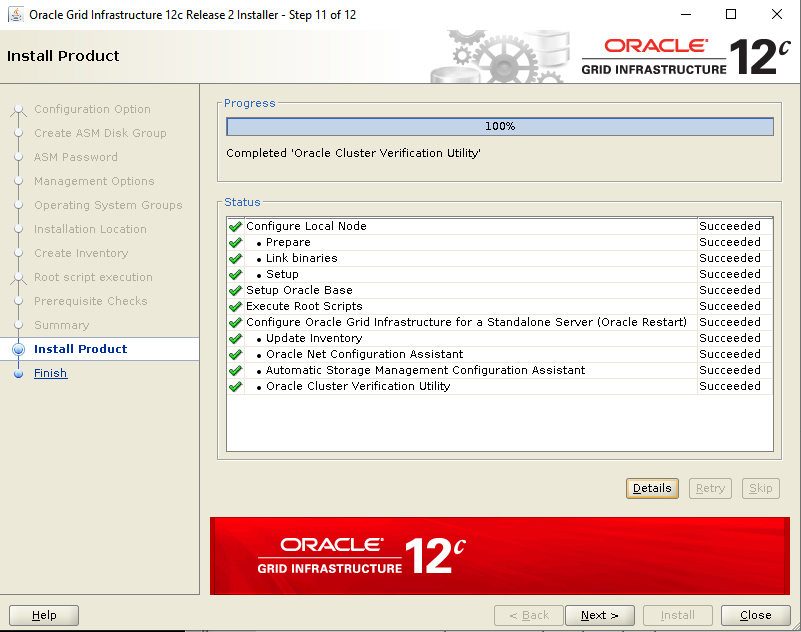 Oracle Grid Infrastructure 12c Release 2 Installer - Step 11 of 12
Install Product
ORACLE
GRID INFRASTRUCTURE 12c
Configuration Option
Create ASM Disk Group
ASM Password
Management Options
Operating System Groups
Installation Location
Create Inventory
Root script execution
Prerequisite Checks
Summary
Install Product
Finish
Progress
100%
Completed 'Oracle Cluster Verification Utility'
Status
Configure Local Node Succeeded
• Prepare Succeeded
• Link binaries Succeeded
• Setup Succeeded
Setup Oracle Base Succeeded
Execute Root Scripts Succeeded
Configure Oracle Grid Infrastructure for a Standalone Server (Oracle Restart) Succeeded
• Update Inventory Succeeded
• Oracle Net Configuration Assistant Succeeded
• Automatic Storage Management Configuration Assistant Succeeded
• Oracle Cluster Verification Utility Succeeded
Details Retry Skip
ORACLE
GRID INFRASTRUCTURE 12c
Help < Back Next > Install Close